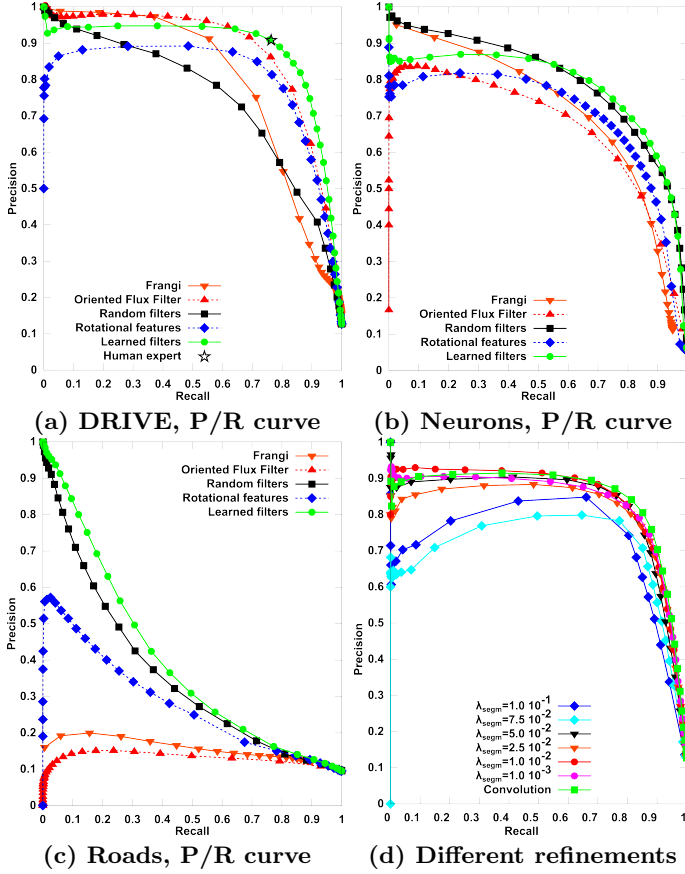 1
0.9
0.8
0.7
0.6
0.5
0.4
0.3
0.2
0.1
0
Precision
0 0.1 0.2 0.3 0.4 0.5 0.6 0.7 0.8 0.9 1
Recall
Frangi
Oriented Flux Filter
Random filters
Rotational features
Learned filters
Human expert
(a) DRIVE, P/R curve
1
0.9
0.8
0.7
0.6
0.5
0.4
0.3
0.2
0.1
0
Precision
0 0.1 0.2 0.3 0.4 0.5 0.6 0.7 0.8 0.9 1
Recall
Frangi
Oriented Flux Filter
Random filters
Rotational features
Learned filters
(b) Neurons, P/R curve
1
0.9
0.8
0.7
0.6
0.5
0.4
0.3
0.2
0.1
0
Precision
0 0.1 0.2 0.3 0.4 0.5 0.6 0.7 0.8 0.9 1
Recall
Frangi
Oriented Flux Filter
Random filters
Rotational features
Learned filters
(c) Roads, P/R curve
1
0.9
0.8
0.7
0.6
0.5
0.4
0.3
0.2
0.1
0
Precision
0 0.1 0.2 0.3 0.4 0.5 0.6 0.7 0.8 0.9 1
Recall
λsegm=1.0 10-1
λsegm=7.5 10-2
λsegm=5.0 10-2
λsegm=2.5 10-2
λsegm=1.0 10-2
λsegm=1.0 10-3
Convolution
(d) Different refinements